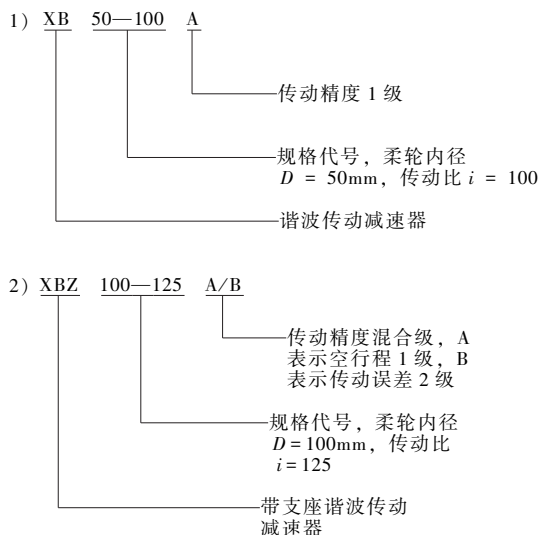 1) XB 50—100 A
传动精度 1 级
规格代号，柔轮内径
D = 50mm，传动比 i = 100
谐波传动减速器
2) XBZ 100—125 A/B
传动精度混合级，A
表示空行程 1 级，B
表示传动误差 2 级
规格代号，柔轮内径
D=100mm，传动比
i=125
带支座谐波传动
减速器